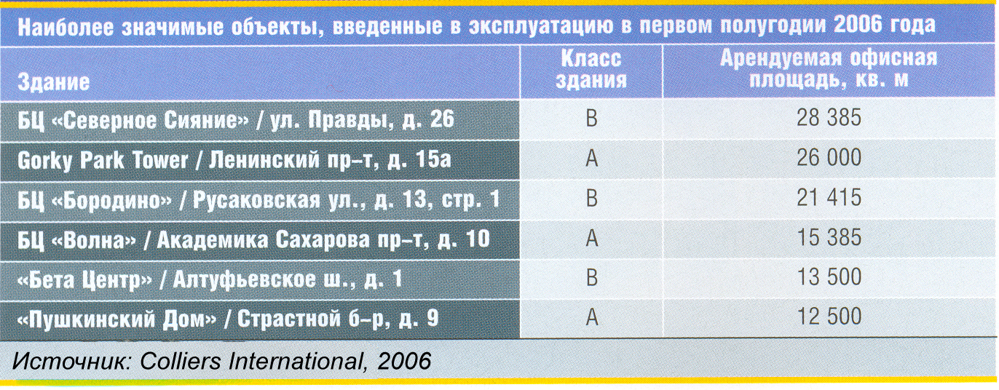 Наиболее значимые объекты, введенные в эксплуатацию в первом полугодии 2006 года
Здание
Класс
здания
Арендуемая офисная
площадь, кв. м
БЦ «Северное Сияние» / ул. Правды, д. 26 B 28 385
Gorky Park Tower / Ленинский пр–т, д. 15а A 26 000
БЦ «Бородино» / Русаковская ул., д. 13, стр. 1 B 21 415
БЦ «Волна» / Академика Сахарова пр–т, д. 10 A 15 385
«Бета Центр» / Алтуфьевское ш., д. 1 B 13 500
«Пушкинский Дом» / Страстной б–р, д. 9 A 12 500
Источник: Colliers International, 2006